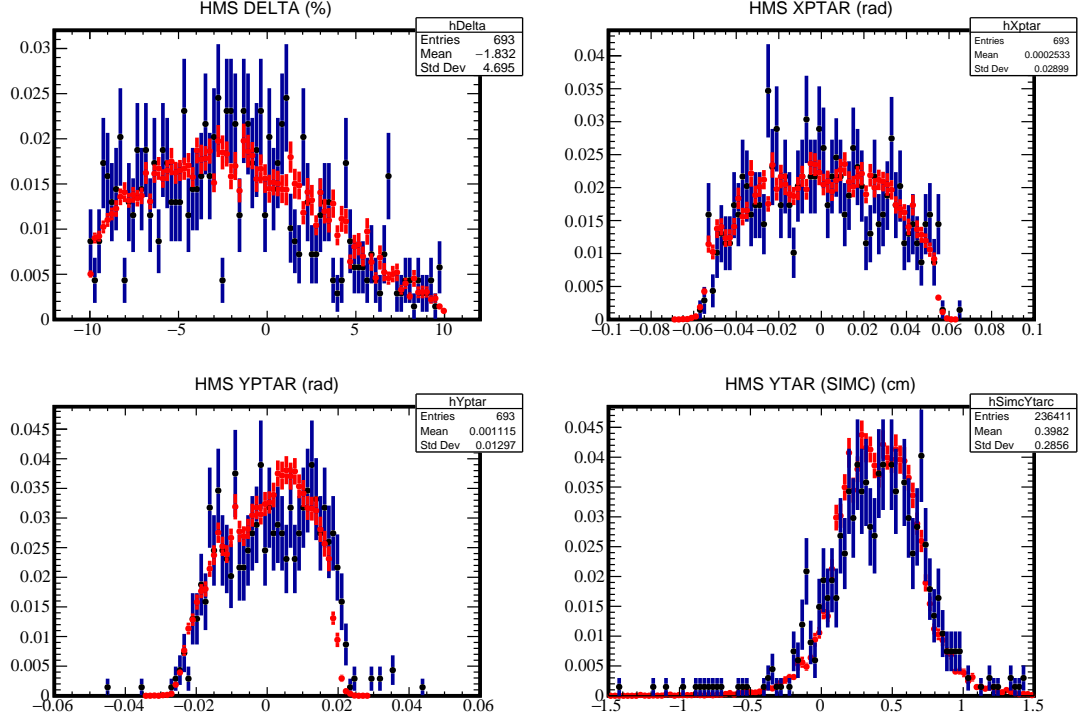 HMS DELTA (%)
hDelta
Entries 693
Mean −1.832
Std Dev 4.695
0.03
0.025
0.02
0.015
0.01
0.005
0
−10 −5 0 5 10
HMS XPTAR (rad)
hXptar
Entries 693
Mean 0.0002533
Std Dev 0.02899
0.04
0.035
0.03
0.025
0.02
0.015
0.01
0.005
0
−0.1 −0.08 −0.06 −0.04 −0.02 0 0.02 0.04 0.06 0.08 0.1
HMS YPTAR (rad)
hYptar
Entries 693
Mean 0.001115
Std Dev 0.01297
0.045
0.04
0.035
0.03
0.025
0.02
0.015
0.01
0.005
0
−0.06 −0.04 −0.02 0 0.02 0.04 0.06
HMS YTAR (SIMC) (cm)
hSimcYtarc
Entries 236411
Mean 0.3982
Std Dev 0.2856
0.045
0.04
0.035
0.03
0.025
0.02
0.015
0.01
0.005
0
−1.5 −1 −0.5 0 0.5 1 1.5